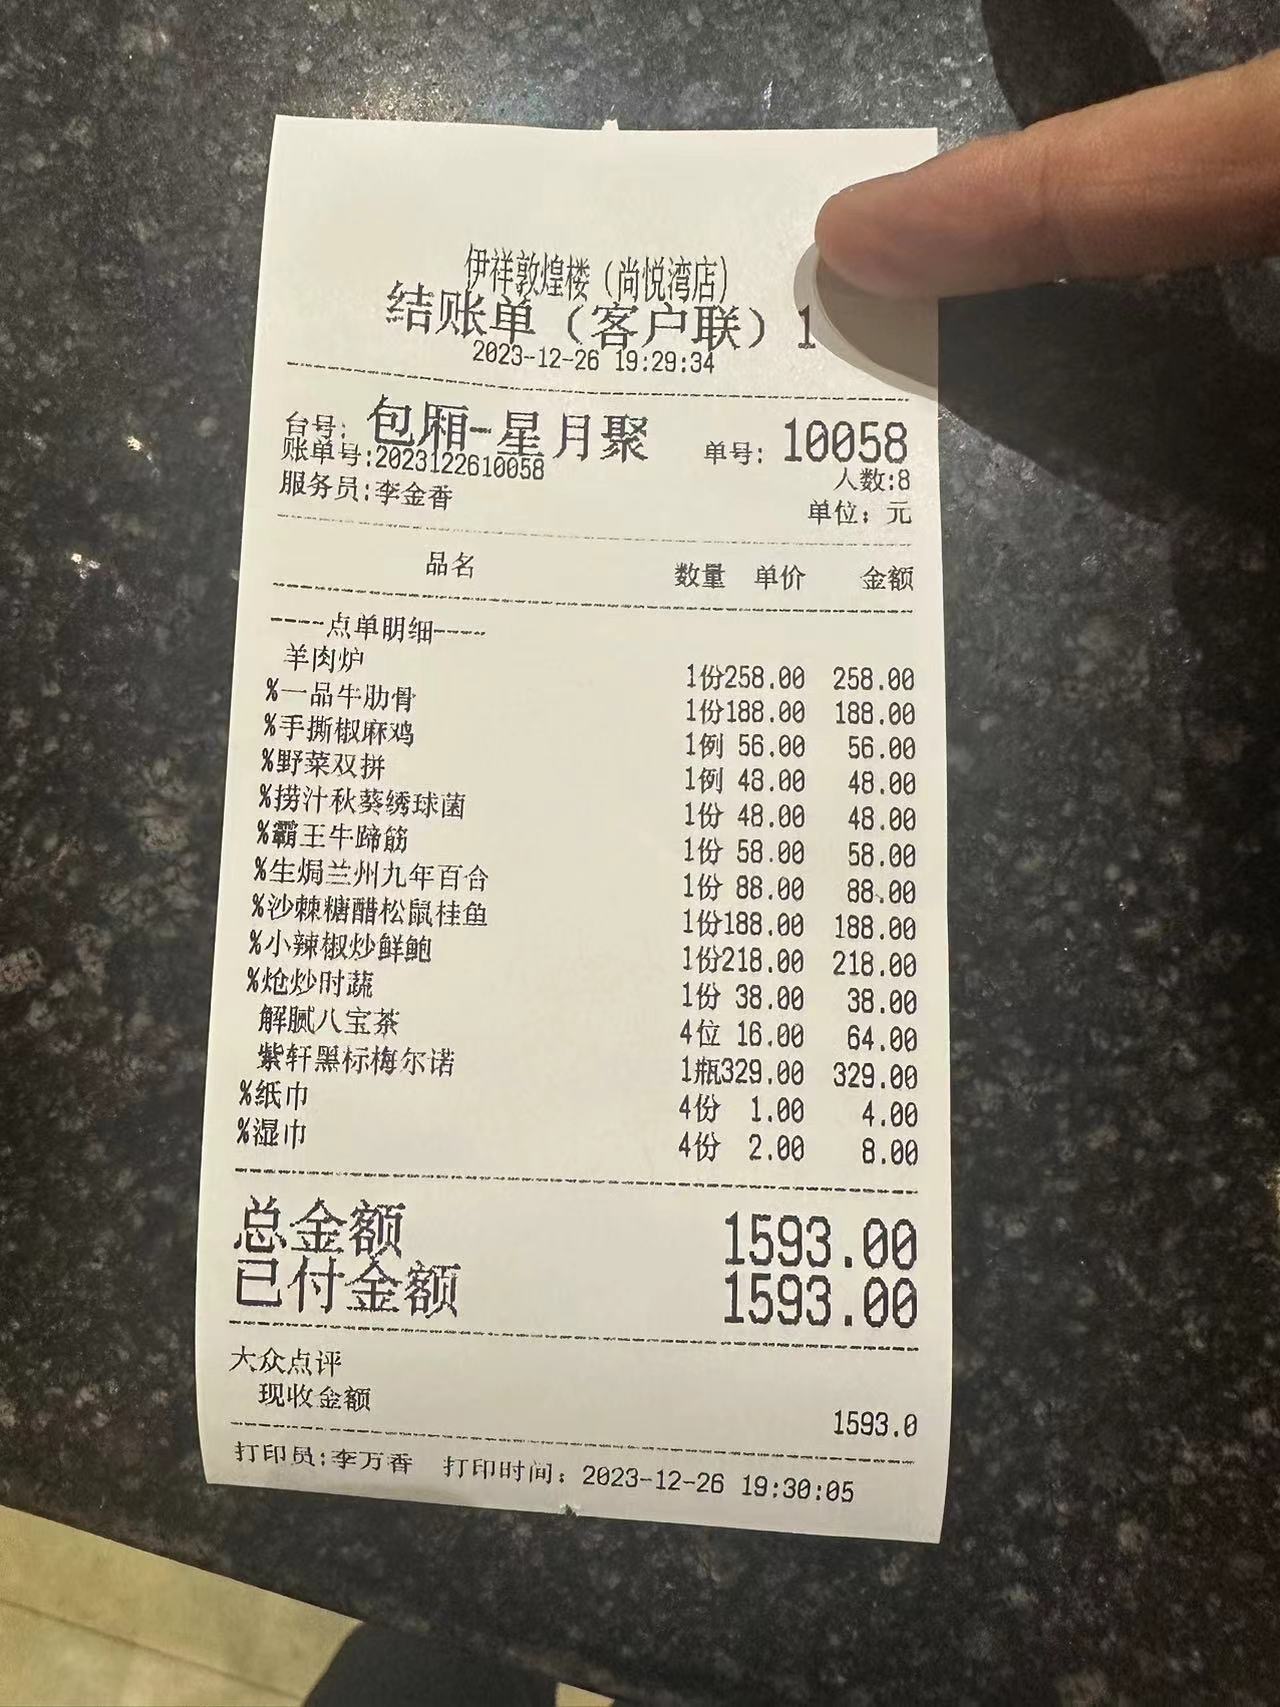 伊祥敦煌楼（尚悦湾店）
结账单（客户联）1
2023-12-26 19:29:34
台号：包厢-星月聚 单号：10058
账单号:2023122610058 人数:8
服务员:李金香 单位：元
品名 数量 单价 金额
----点单明细----
羊肉炉 1份258.00 258.00
%一品牛肋骨 1份188.00 188.00
%手撕椒麻鸡 1例 56.00 56.00
%野菜双拼 1例 48.00 48.00
%捞汁秋葵绣球菌 1份 48.00 48.00
%霸王牛蹄筋 1份 58.00 58.00
%生焗兰州九年百合 1份 88.00 88.00
%沙棘糖醋松鼠桂鱼 1份188.00 188.00
%小辣椒炒鲜鲍 1份218.00 218.00
%炝炒时蔬 1份 38.00 38.00
解腻八宝茶 4位 16.00 64.00
紫轩黑标梅尔诺 1瓶329.00 329.00
%纸巾 4份 1.00 4.00
%湿巾 4份 2.00 8.00
总金额 1593.00
已付金额 1593.00
大众点评
现收金额 1593.0
打印员:李万香 打印时间：2023-12-26 19:30:05